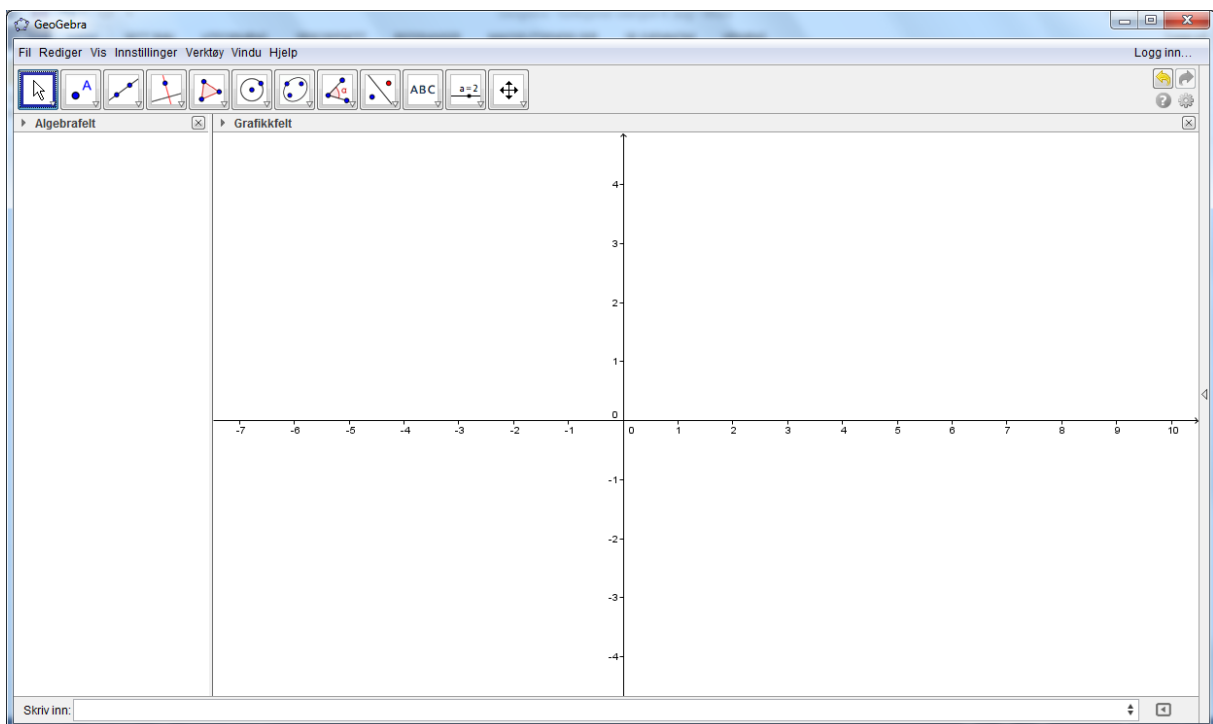 GeoGebra
Fil Rediger Vis Innstillinger Verktøy Vindu Hjelp Logg inn...
A α ABC a=2
Algebrafelt Grafikkfelt
4
3
2
1
0
-7 -6 -5 -4 -3 -2 -1 0 1 2 3 4 5 6 7 8 9 10
-1
-2
-3
-4
Skriv inn: